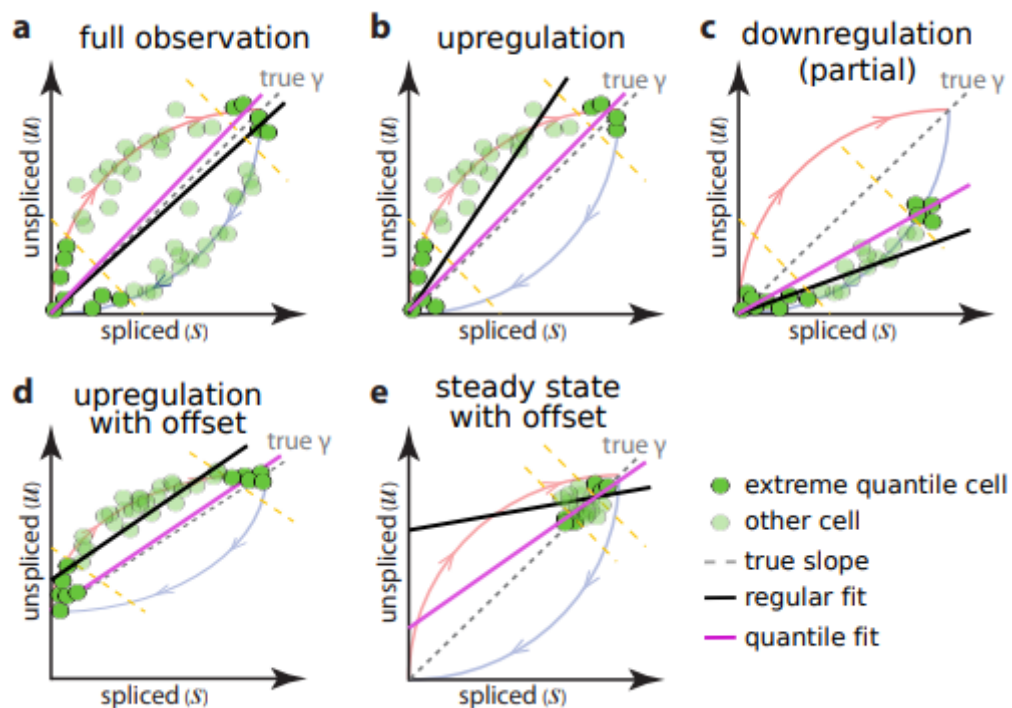 a
full observation
true γ
unspliced (u)
spliced (s)
b
upregulation
true γ
unspliced (u)
spliced (s)
c
downregulation
(partial)
true γ
unspliced (u)
spliced (s)
d
upregulation
with offset
true γ
unspliced (u)
spliced (s)
e
steady state
with offset
true γ
unspliced (u)
spliced (s)
extreme quantile cell
other cell
true slope
regular fit
quantile fit